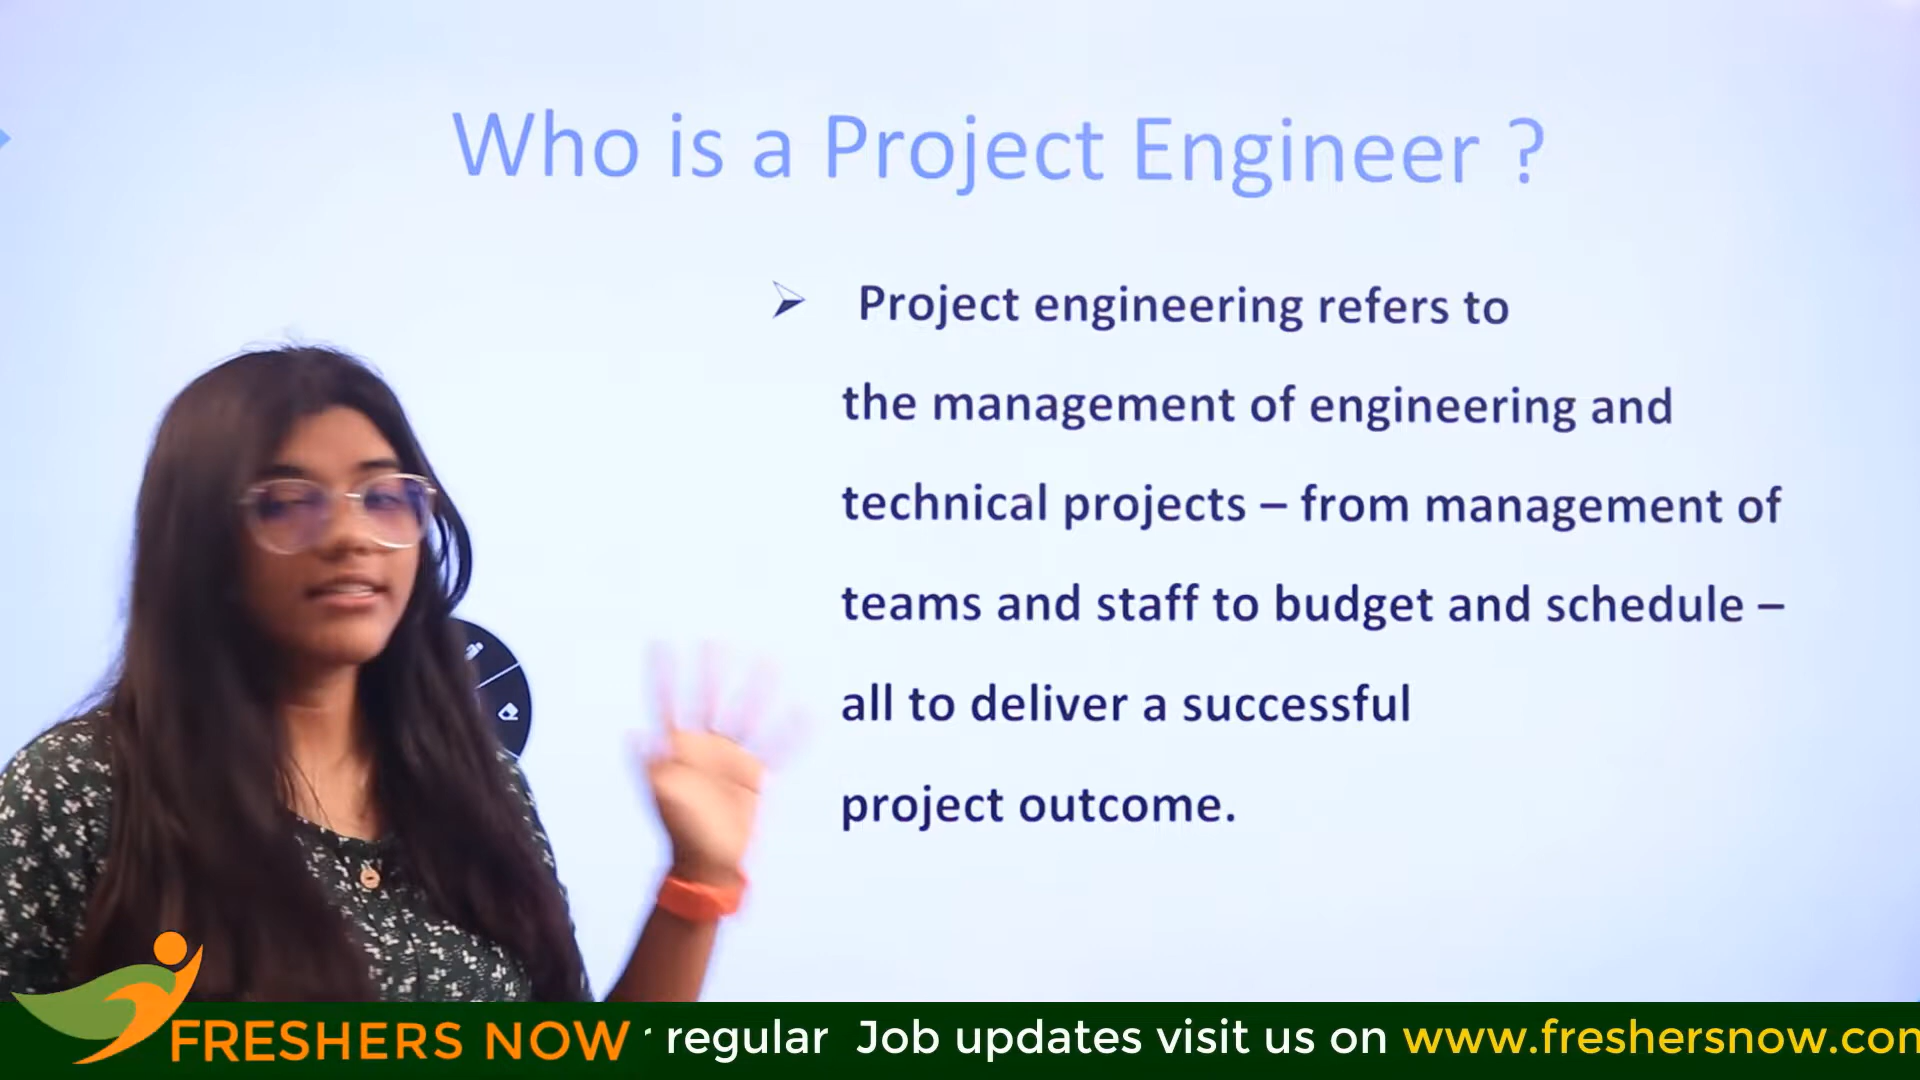 Who is a Project Engineer ?
➢ Project engineering refers to
the management of engineering and
technical projects – from management of
teams and staff to budget and schedule –
all to deliver a successful
project outcome.
FRESHERS NOW
regular Job updates visit us on www.freshersnow.com